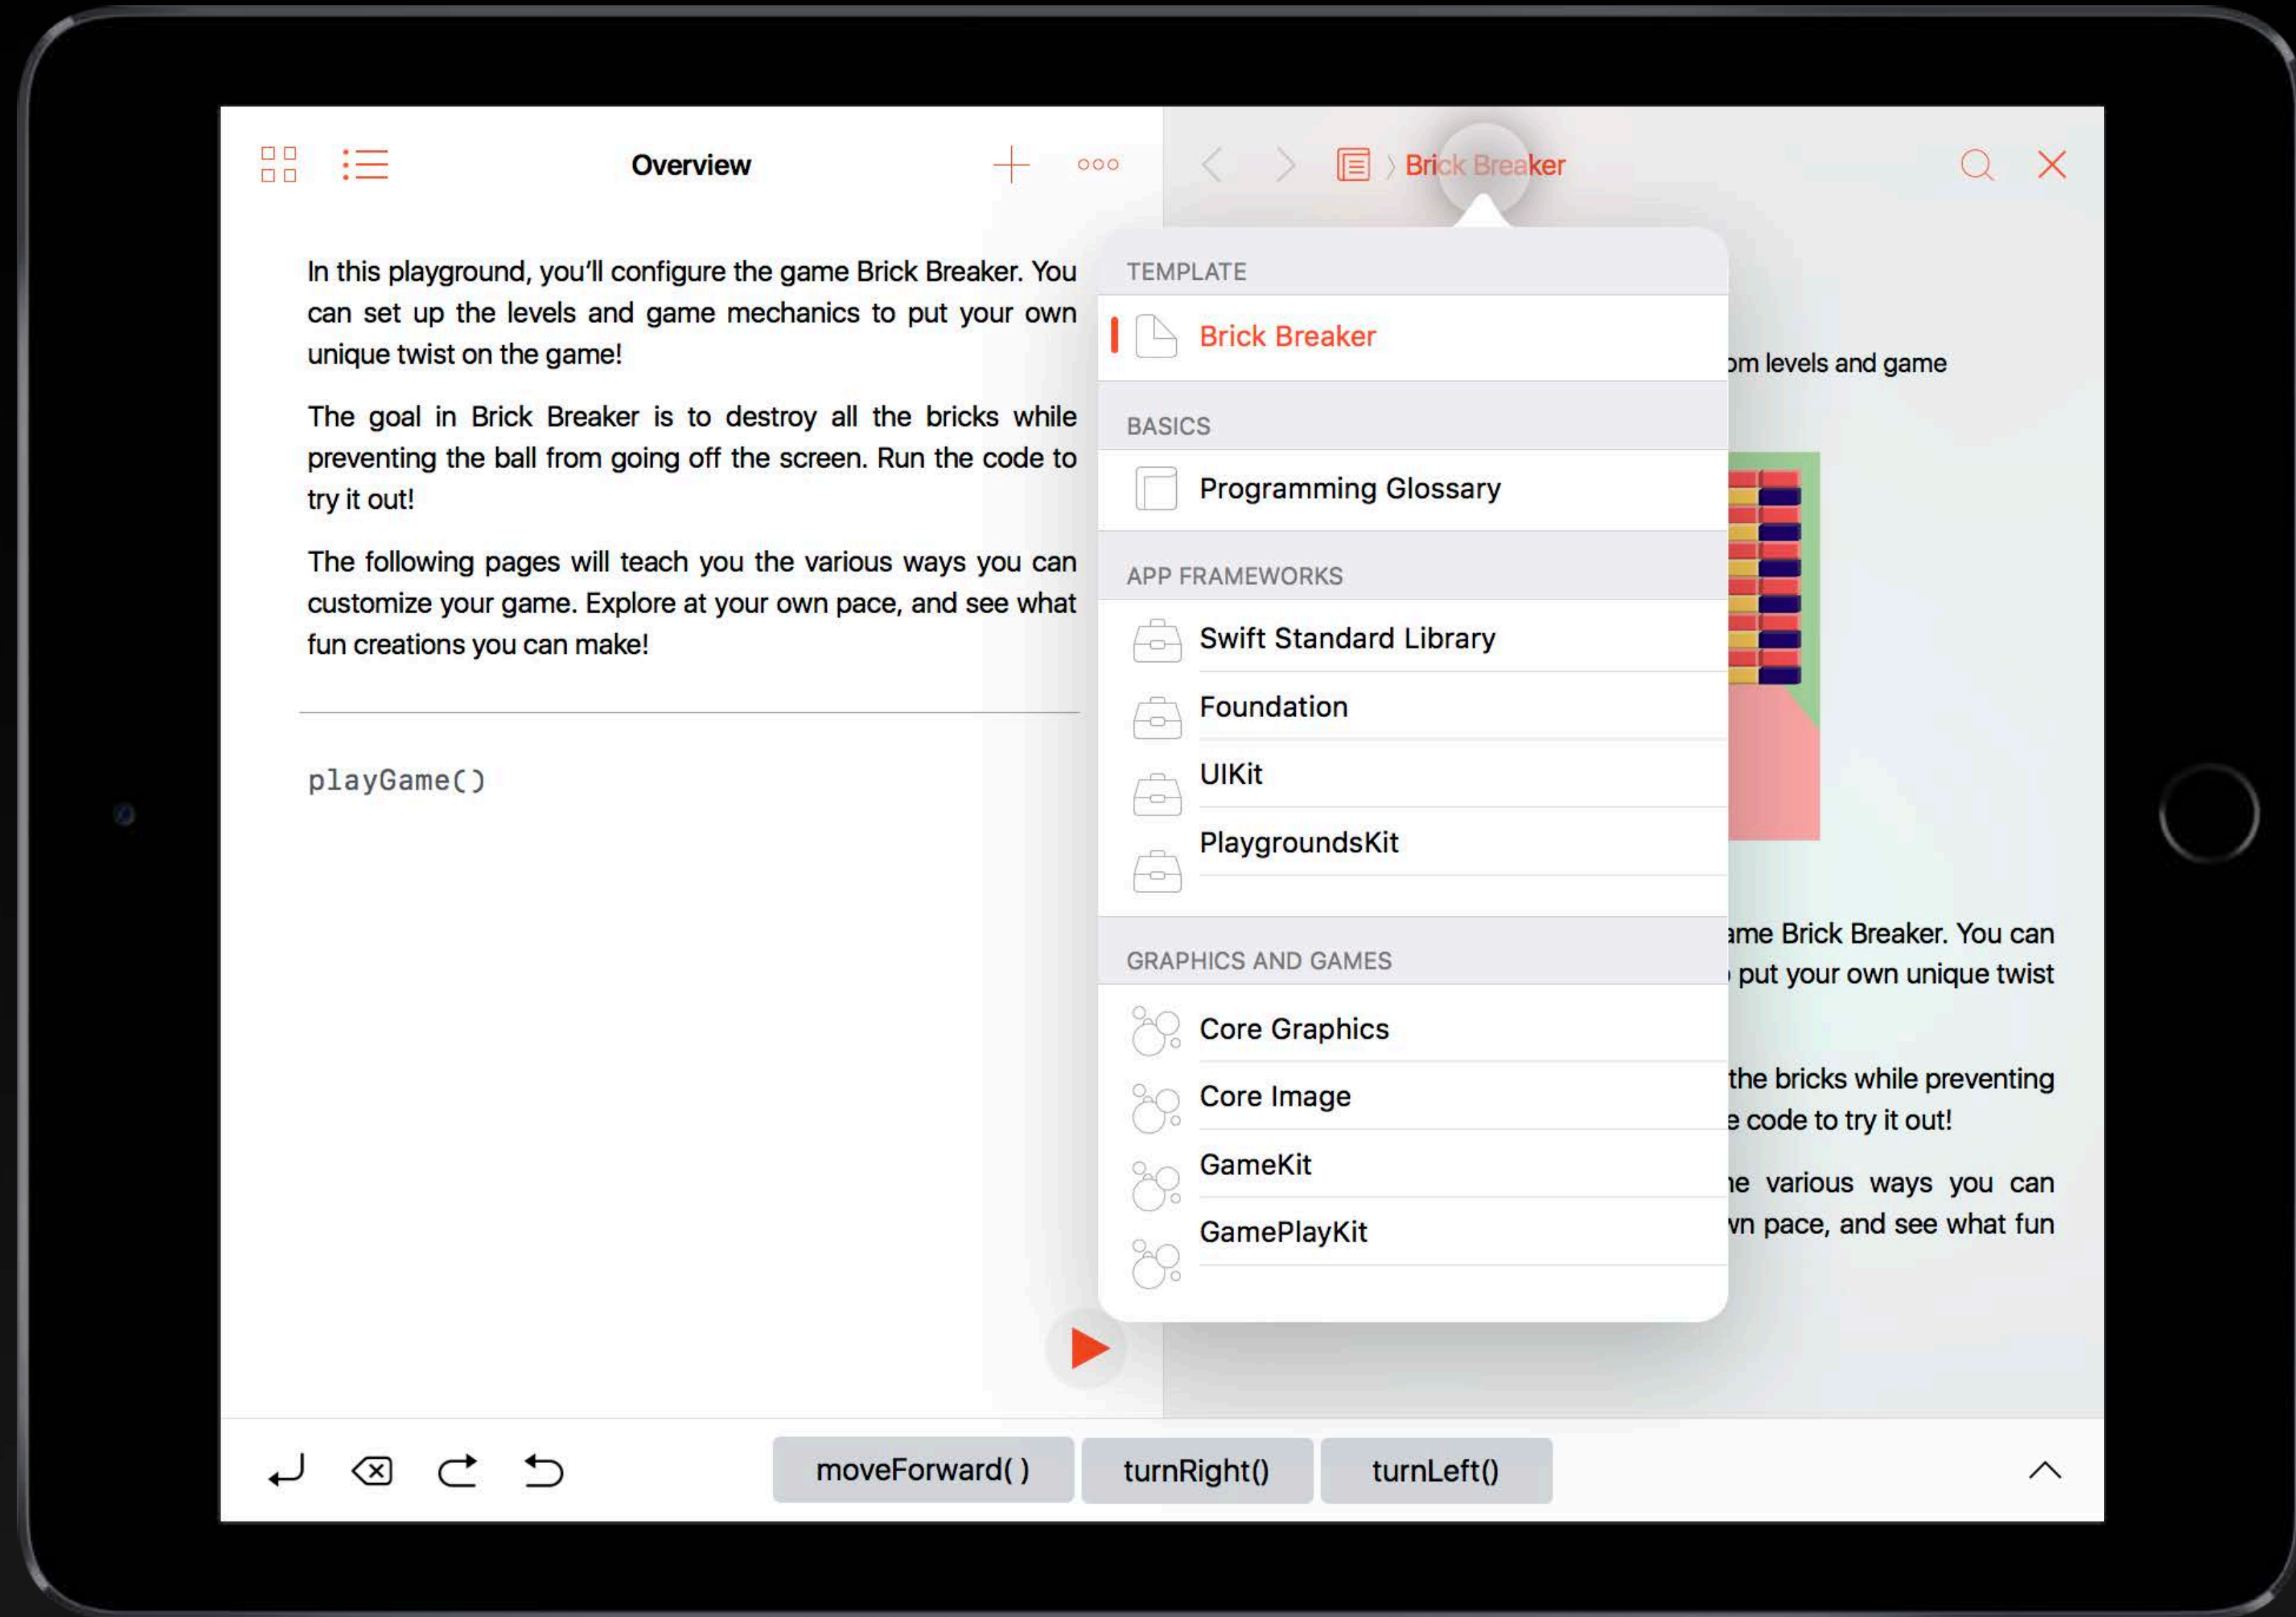 Overview
In this playground, you'll configure the game Brick Breaker. You
can set up the levels and game mechanics to put your own
unique twist on the game!
The goal in Brick Breaker is to destroy all the bricks while
preventing the ball from going off the screen. Run the code to
try it out!
The following pages will teach you the various ways you can
customize your game. Explore at your own pace, and see what
fun creations you can make!
playGame()
Brick Breaker
TEMPLATE
Brick Breaker
BASICS
Programming Glossary
APP FRAMEWORKS
Swift Standard Library
Foundation
UIKit
PlaygroundsKit
GRAPHICS AND GAMES
Core Graphics
Core Image
GameKit
GamePlayKit
levels and game
Brick Breaker. You can
put your own unique twist
the bricks while preventing
code to try it out!
various ways you can
pace, and see what fun
moveForward( )
turnRight()
turnLeft()